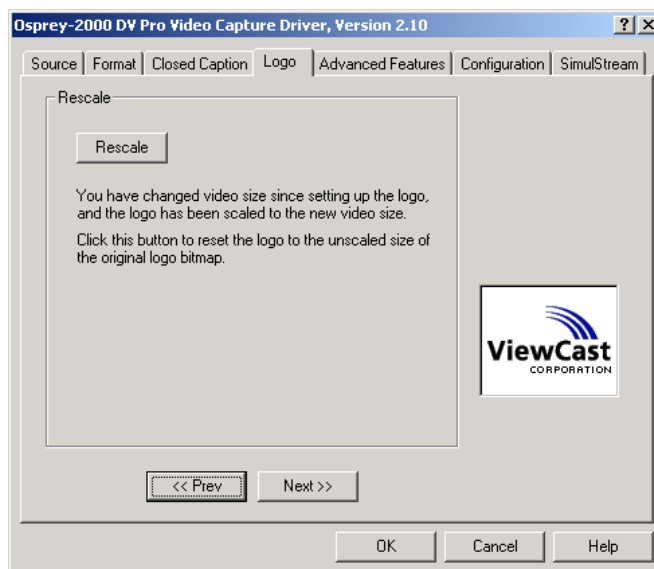 Osprey-2000 DV Pro Video Capture Driver, Version 2.10
Source
Format
Closed Caption
Logo
Advanced Features
Configuration
SimulStream
Rescale
Rescale
You have changed video size since setting up the logo,
and the logo has been scaled to the new video size.
Click this button to reset the logo to the unscaled size of
the original logo bitmap.
ViewCast
CORPORATION
<< Prev
Next >>
OK
Cancel
Help